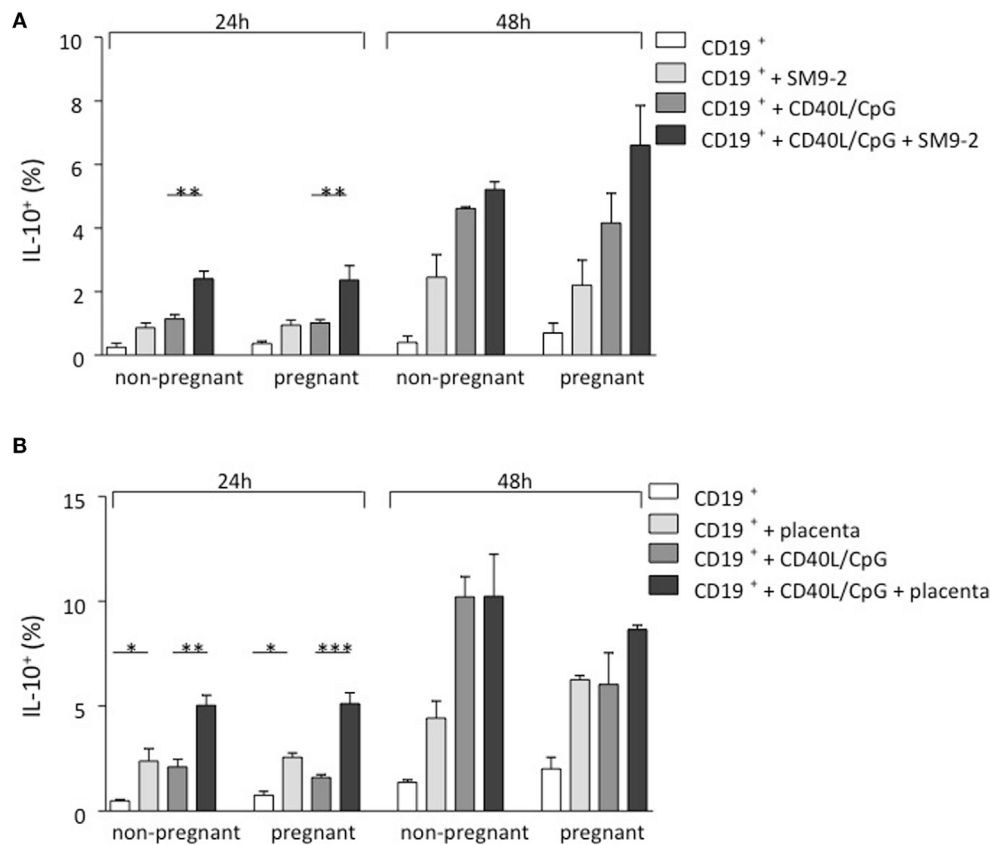 A
24h 48h
10
8
6
4
2
0
IL-10⁺ (%)
** **
non-pregnant pregnant non-pregnant pregnant
CD19 ⁺
CD19 ⁺ + SM9-2
CD19 ⁺ + CD40L/CpG
CD19 ⁺ + CD40L/CpG + SM9-2
B
24h 48h
15
10
5
0
IL-10⁺ (%)
* ** * ***
non-pregnant pregnant non-pregnant pregnant
CD19 ⁺
CD19 ⁺ + placenta
CD19 ⁺ + CD40L/CpG
CD19 ⁺ + CD40L/CpG + placenta